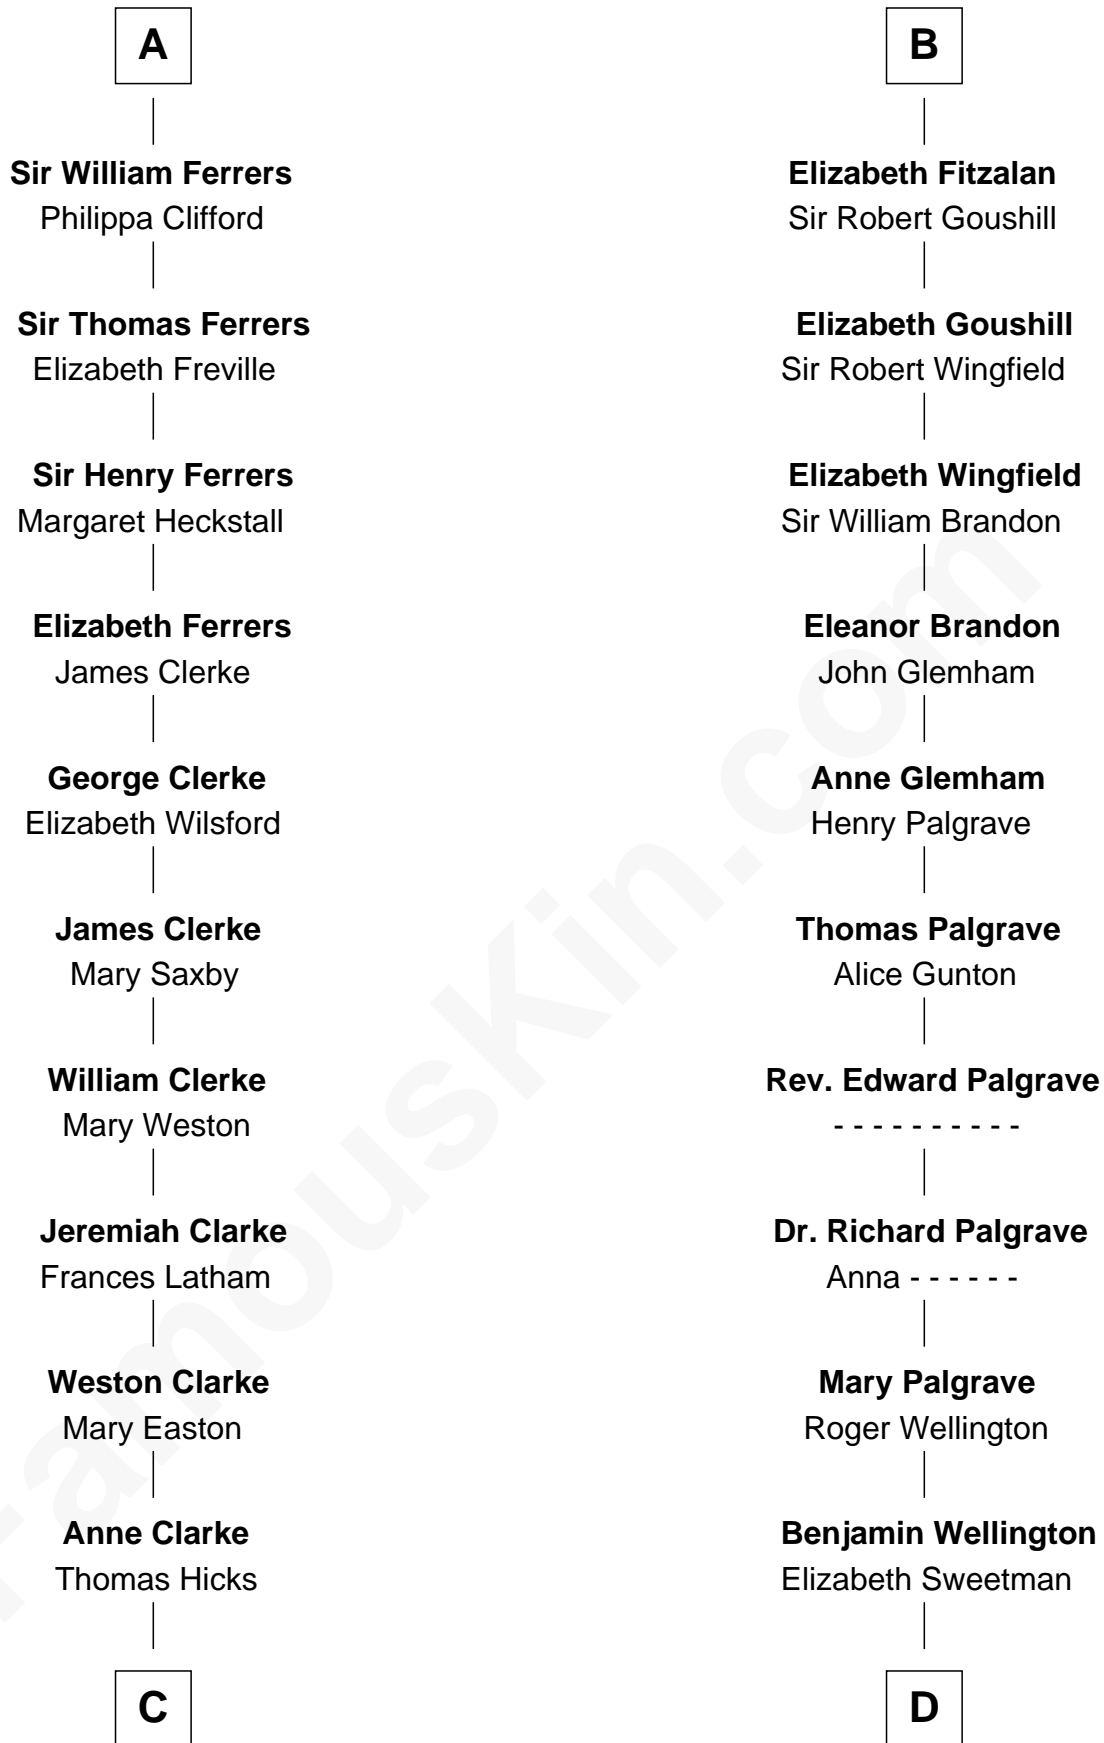 A
Sir William Ferrers
Philippa Clifford
Sir Thomas Ferrers
Elizabeth Freville
Sir Henry Ferrers
Margaret Heckstall
Elizabeth Ferrers
James Clerke
George Clerke
Elizabeth Wilsford
James Clerke
Mary Saxby
William Clerke
Mary Weston
Jeremiah Clarke
Frances Latham
Weston Clarke
Mary Easton
Anne Clarke
Thomas Hicks
C
B
Elizabeth Fitzalan
Sir Robert Goushill
Elizabeth Goushill
Sir Robert Wingfield
Elizabeth Wingfield
Sir William Brandon
Eleanor Brandon
John Glemham
Anne Glemham
Henry Palgrave
Thomas Palgrave
Alice Gunton
Rev. Edward Palgrave
- - - - - - - - - -
Dr. Richard Palgrave
Anna - - - - - -
Mary Palgrave
Roger Wellington
Benjamin Wellington
Elizabeth Sweetman
D
FamousKin.com